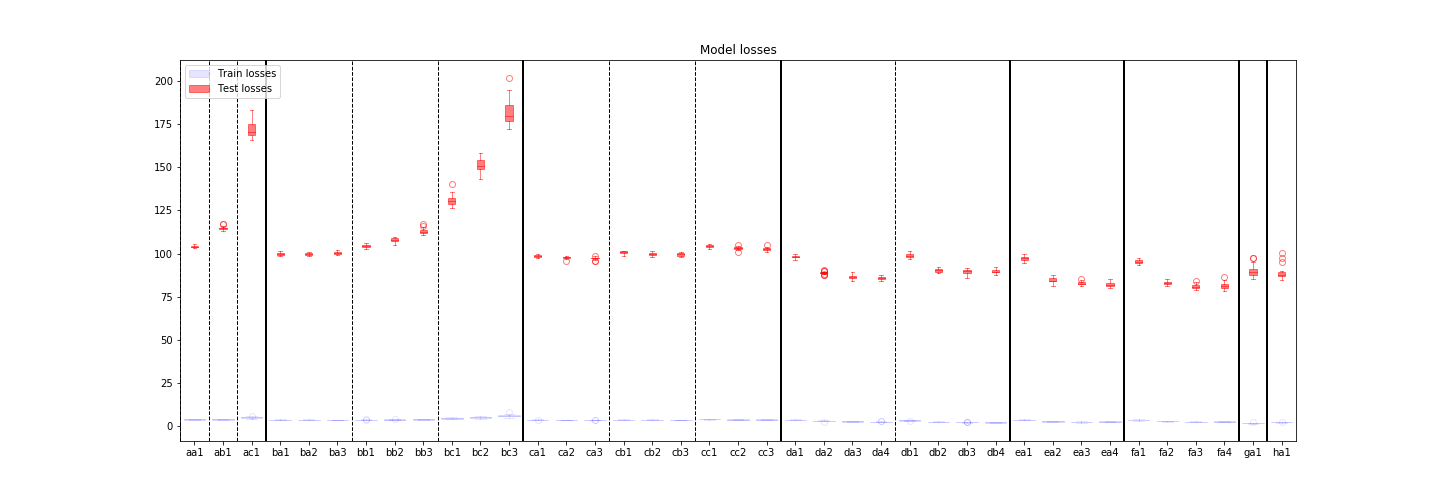 Model losses
Train losses
Test losses
200
175
150
125
100
75
50
25
0
aa1 ab1 ac1 ba1 ba2 ba3 bb1 bb2 bb3 bc1 bc2 bc3 ca1 ca2 ca3 cb1 cb2 cb3 cc1 cc2 cc3 da1 da2 da3 da4 db1 db2 db3 db4 ea1 ea2 ea3 ea4 fa1 fa2 fa3 fa4 ga1 ha1